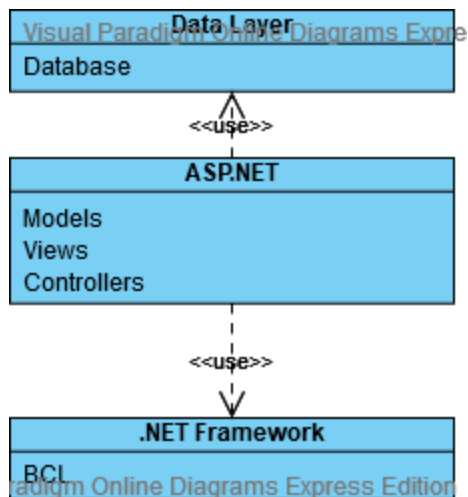 Data Layer
Visual Paradigm Online Diagrams Expre
Database
<<use>>
ASP.NET
Models
Views
Controllers
<<use>>
.NET Framework
BCL
radigm Online Diagrams Express Edition